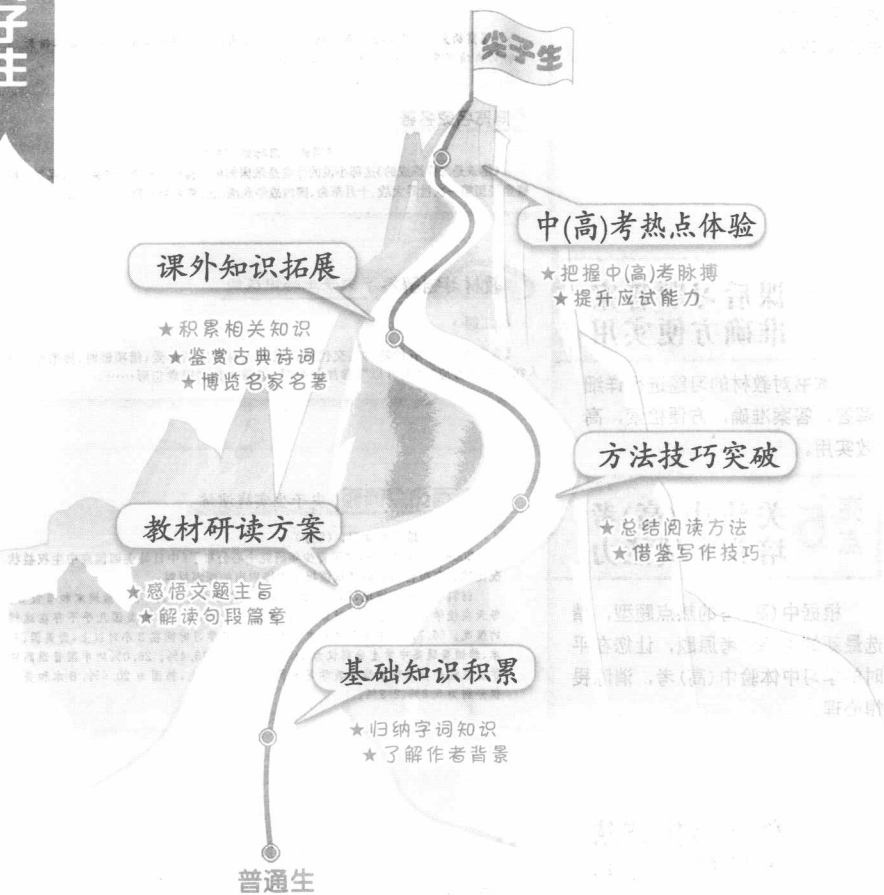 子生
尖子生
中(高)考热点体验
★把握中(高)考脉搏
★提升应试能力
课外知识拓展
★积累相关知识
★鉴赏古典诗词
★博览名家名著
方法技巧突破
★总结阅读方法
★借鉴写作技巧
教材研读方案
★感悟文题主旨
★解读句段篇章
基础知识积累
★归纳字词知识
★了解作者背景
普通生